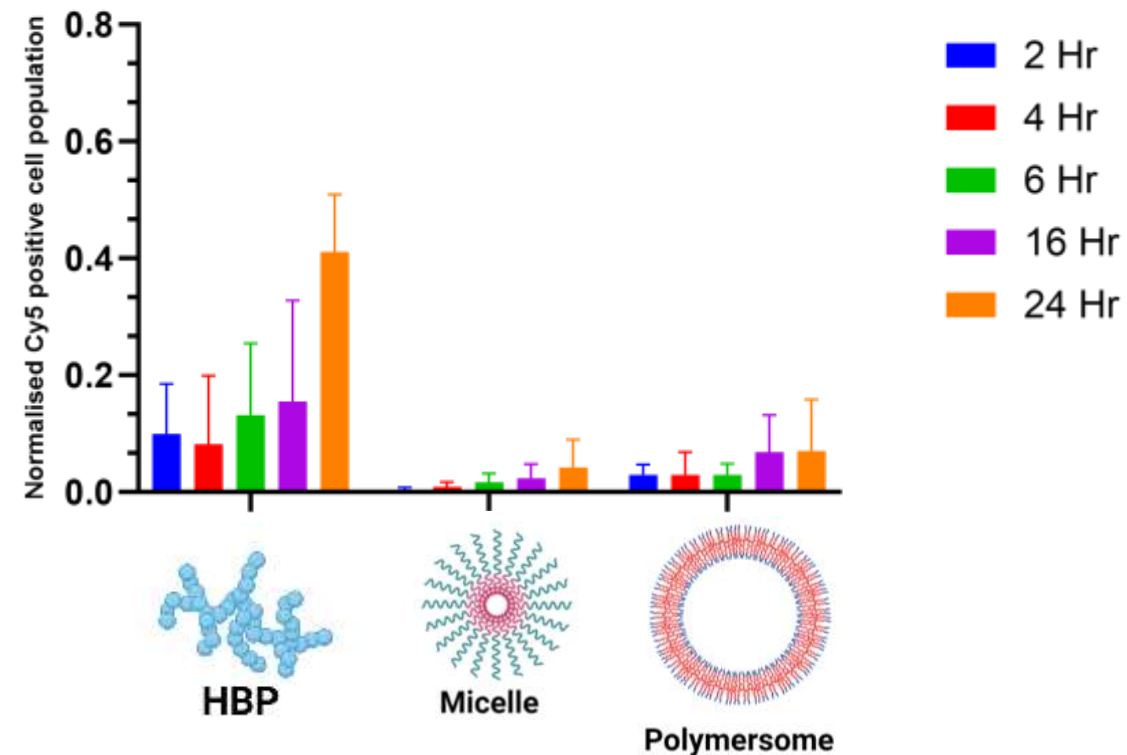 Normalised Cy5 positive cell population
0.8
0.6
0.4
0.2
0.0
2 Hr
4 Hr
6 Hr
16 Hr
24 Hr
HBP
Micelle
Polymersome